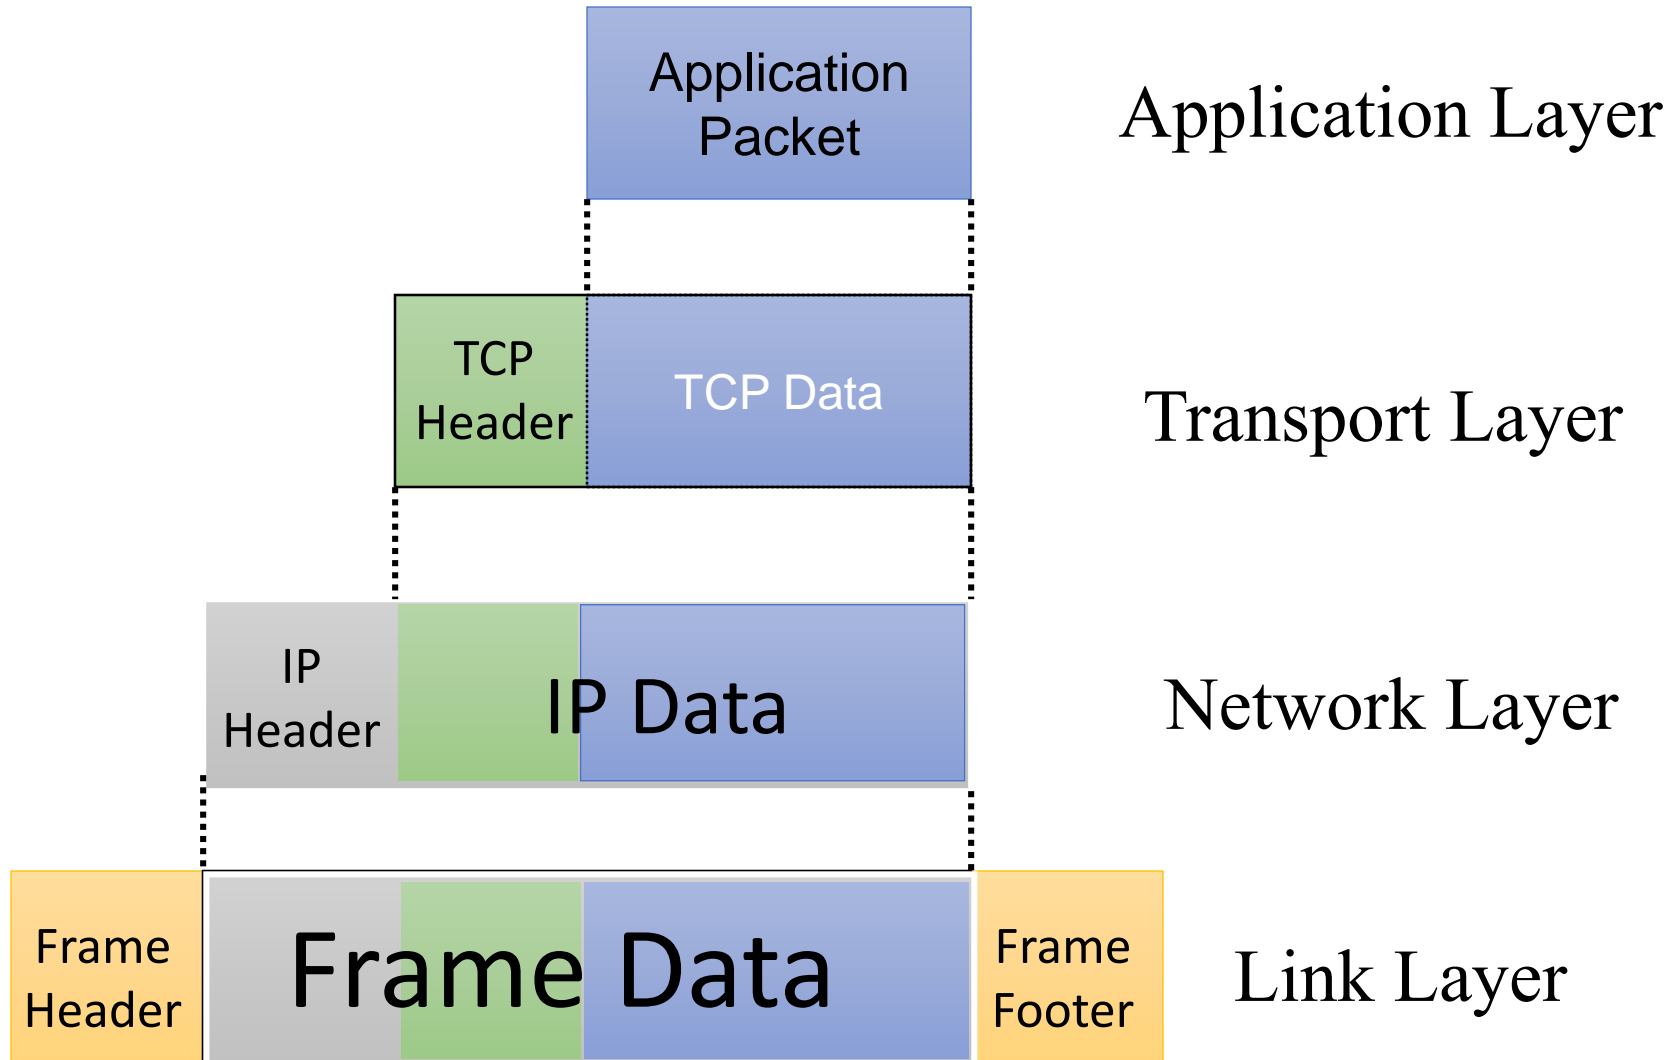 Application
Packet
Application Layer
TCP
Header
TCP Data
Transport Layer
IP
Header
IP Data
Network Layer
Frame
Header
Frame Data
Frame
Footer
Link Layer